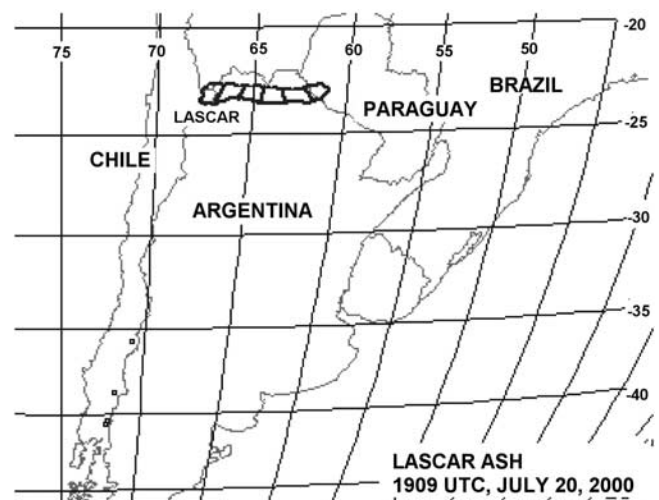 -20
75 70 65 60 55 50
BRAZIL
PARAGUAY
LASCAR
-25
CHILE
ARGENTINA
-30
-35
-40
LASCAR ASH
1909 UTC, JULY 20, 2000